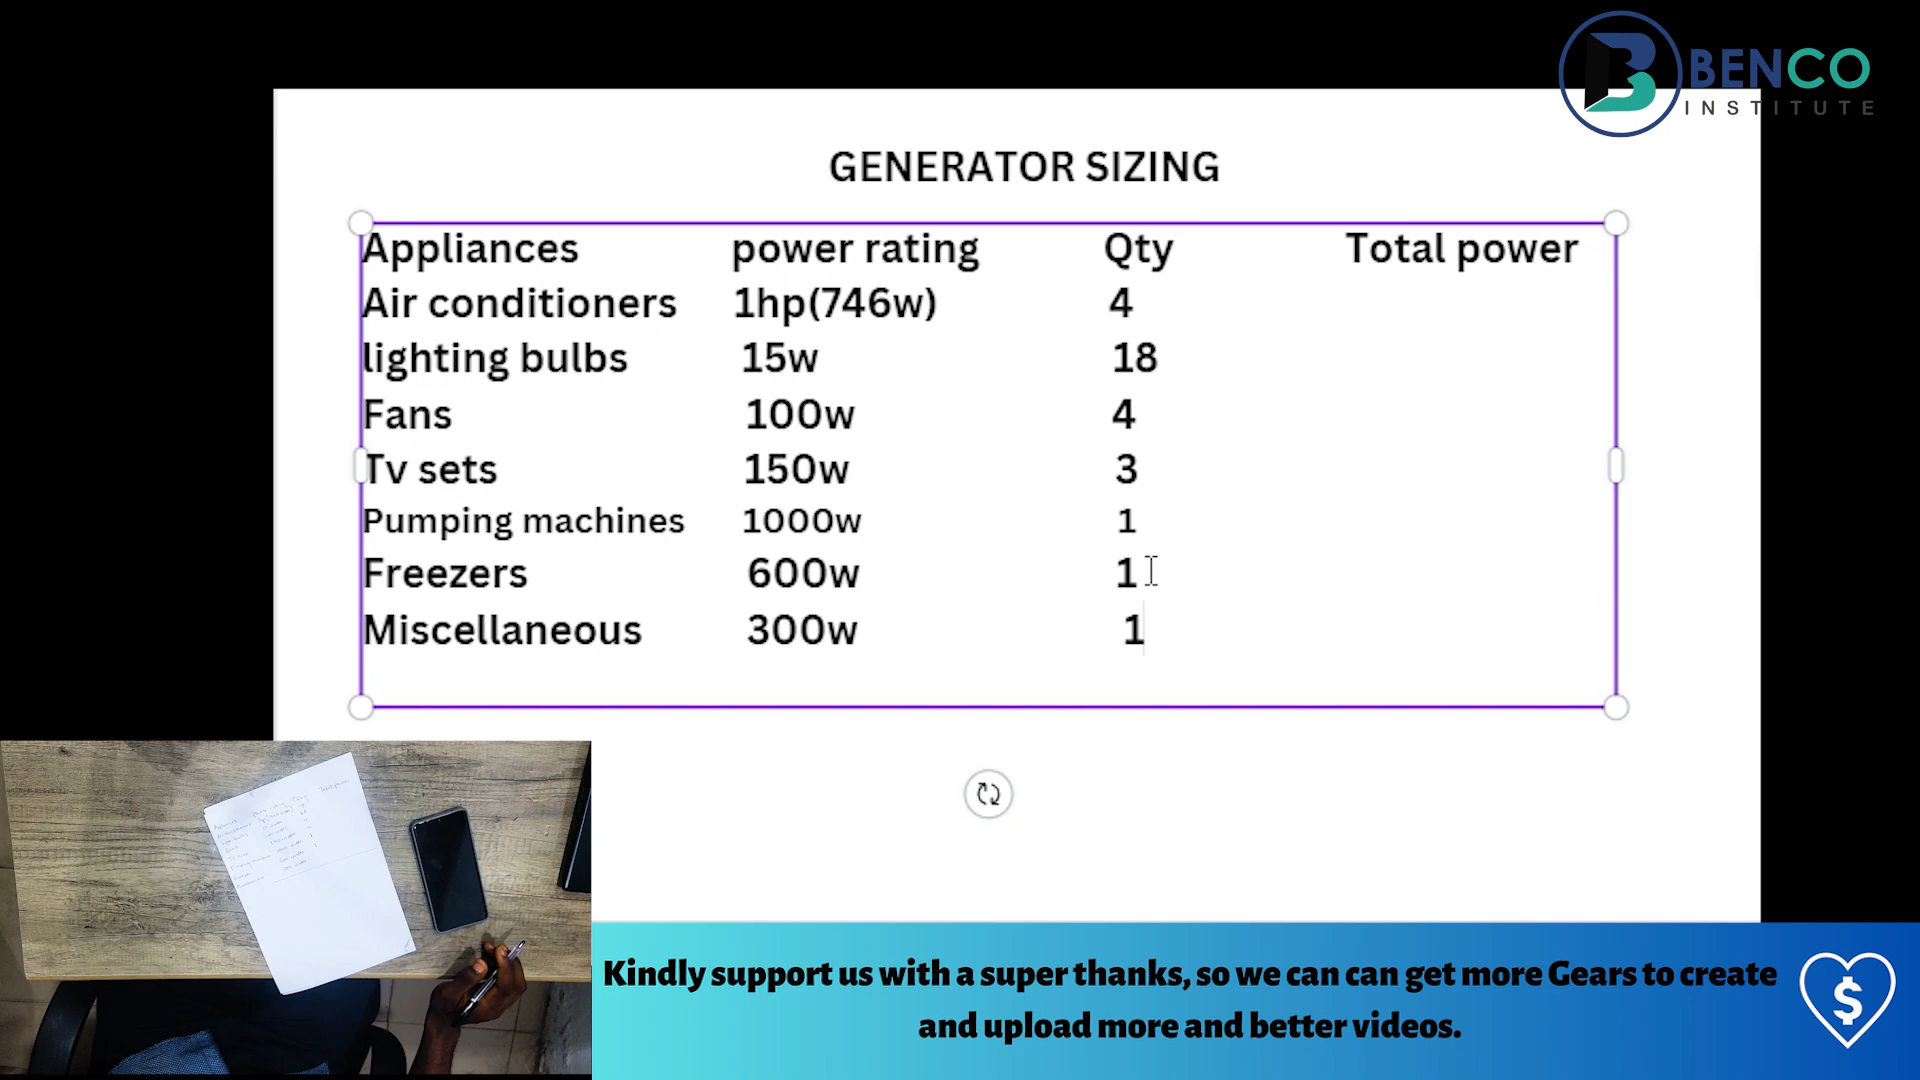 BENCO
INSTITUTE
GENERATOR SIZING
Appliances power rating Qty Total power
Air conditioners 1hp(746w) 4
lighting bulbs 15w 18
Fans 100w 4
Tv sets 150w 3
Pumping machines 1000w 1
Freezers 600w 1
Miscellaneous 300w 1
Kindly support us with a super thanks, so we can can get more Gears to create
and upload more and better videos.